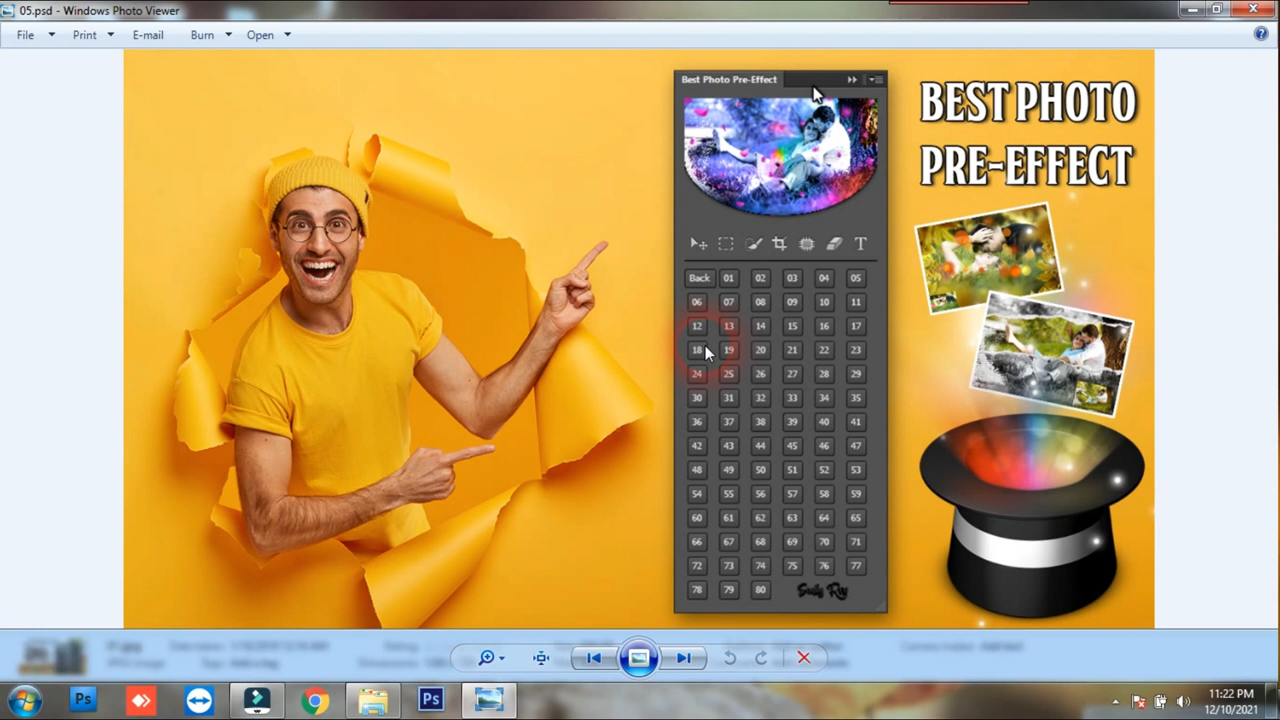 05.psd - Windows Photo Viewer
File Print E-mail Burn Open
Best Photo Pre-Effect
BEST PHOTO
PRE-EFFECT
T
Back 01 02 03 04 05
06 07 08 09 10 11
12 13 14 15 16 17
18 19 20 21 22 23
24 25 26 27 28 29
30 31 32 33 34 35
36 37 38 39 40 41
42 43 44 45 46 47
48 49 50 51 52 53
54 55 56 57 58 59
60 61 62 63 64 65
66 67 68 69 70 71
72 73 74 75 76 77
78 79 80
Ps
Ps
11:22 PM
12/10/2021